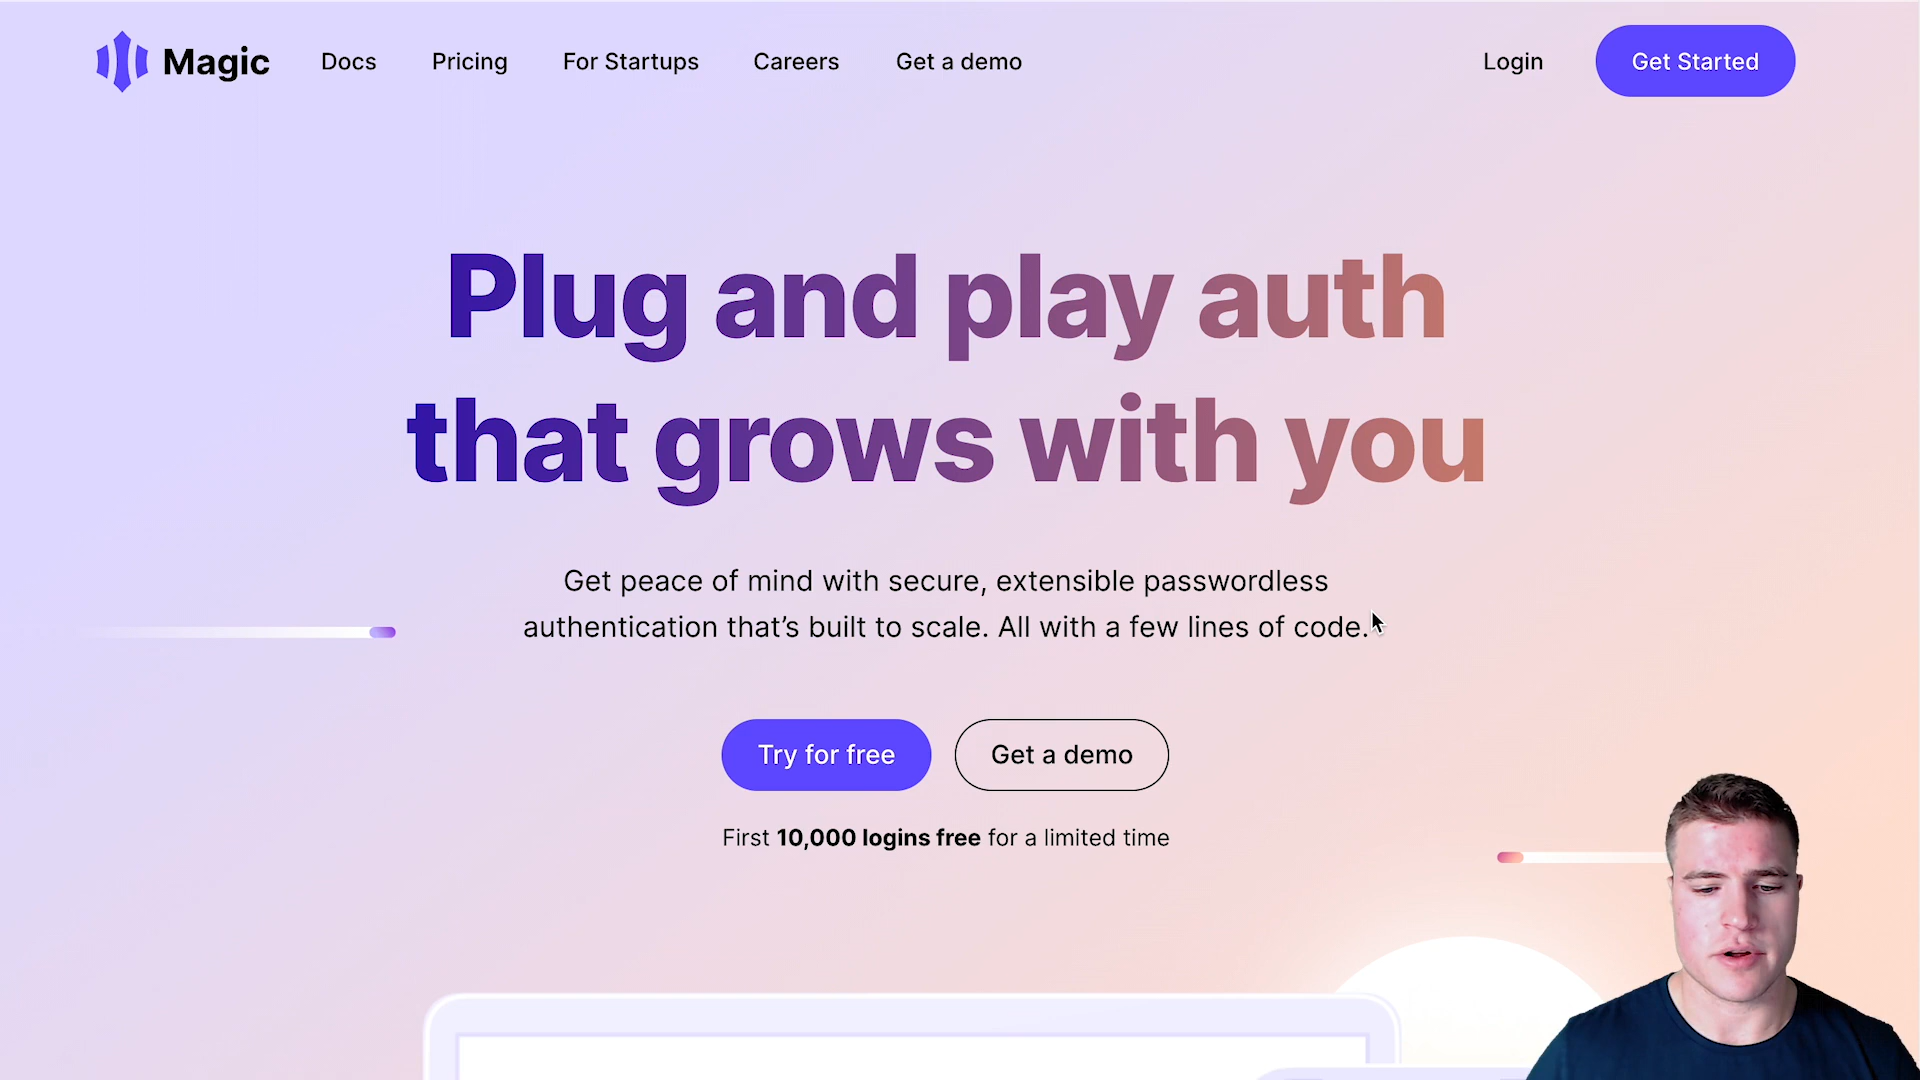 Magic
Docs
Pricing
For Startups
Careers
Get a demo
Login
Get Started
Plug and play auth
that grows with you
Get peace of mind with secure, extensible passwordless
authentication that’s built to scale. All with a few lines of code.
Try for free
Get a demo
First 10,000 logins free for a limited time